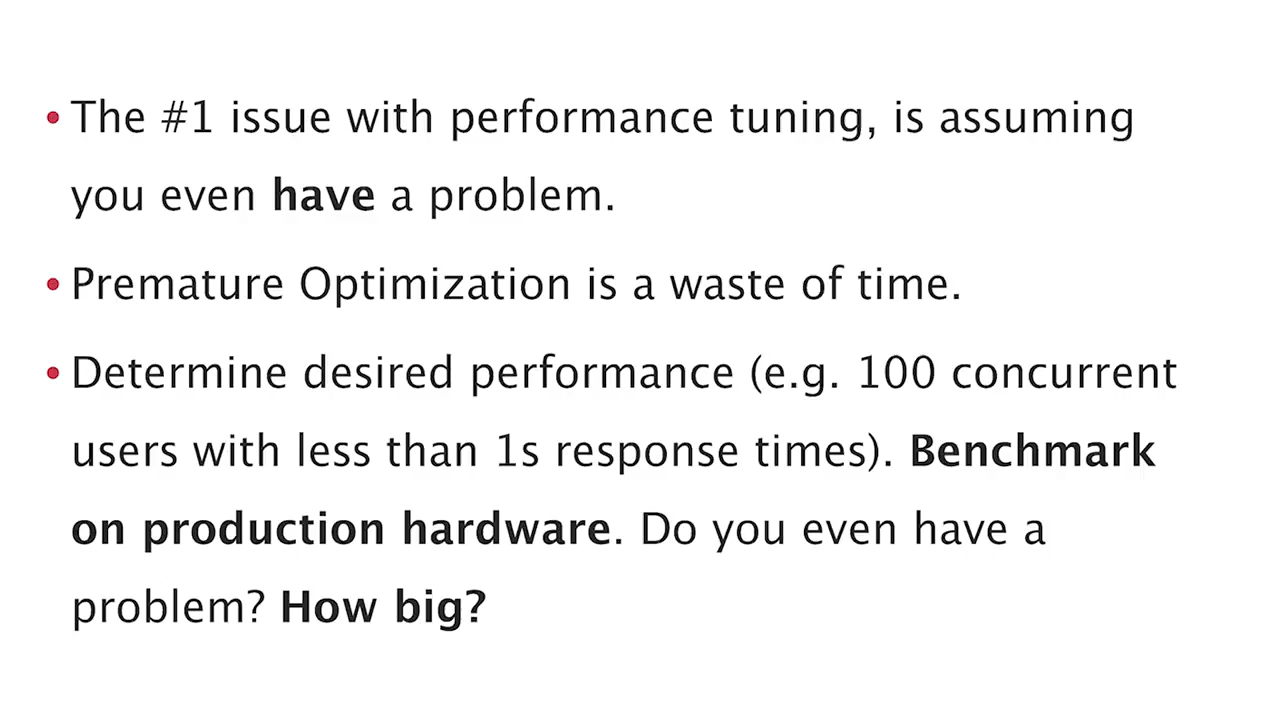 • The #1 issue with performance tuning, is assuming
you even have a problem.
• Premature Optimization is a waste of time.
• Determine desired performance (e.g. 100 concurrent
users with less than 1s response times). Benchmark
on production hardware. Do you even have a
problem? How big?